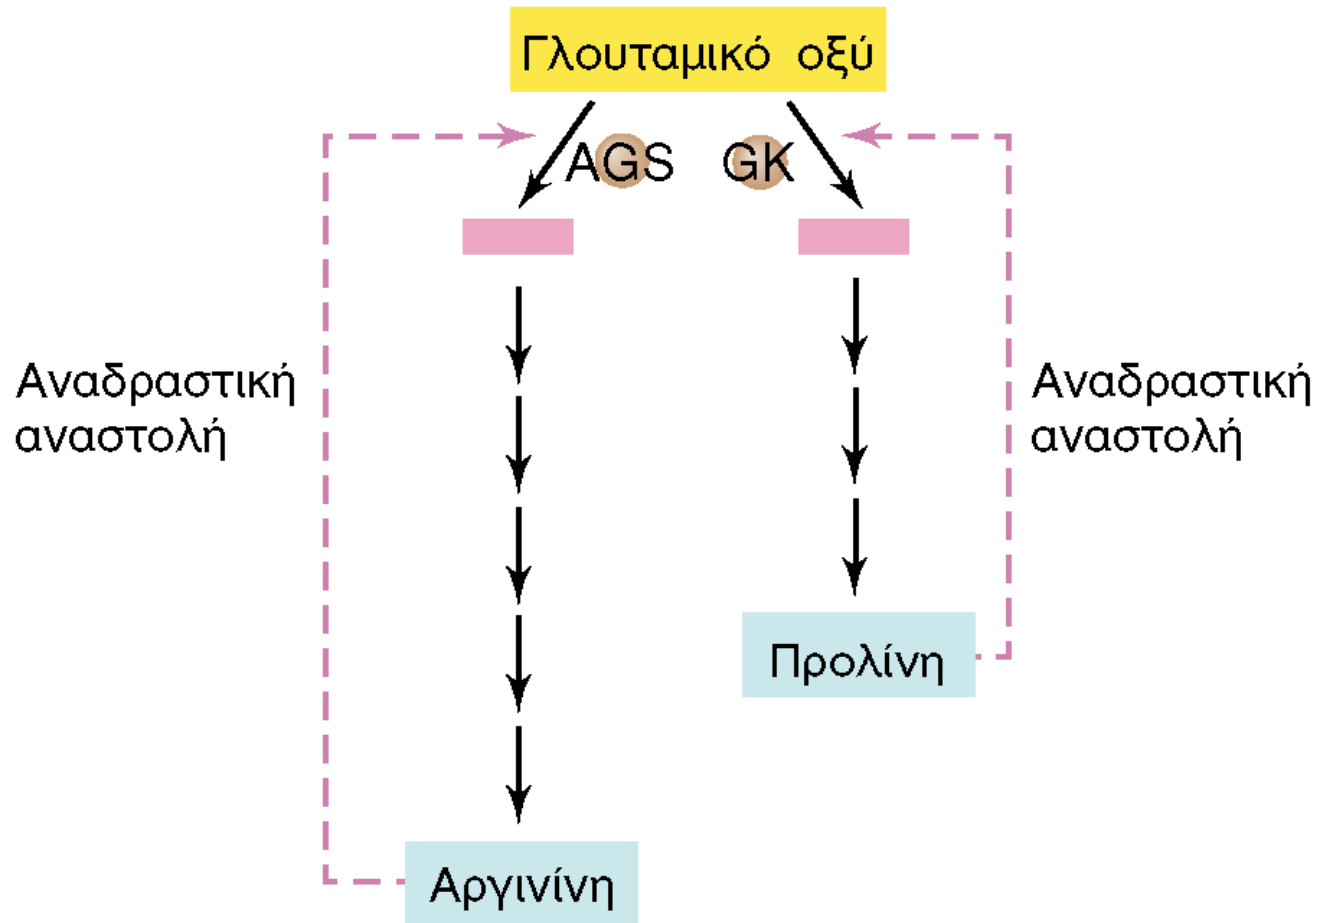 Γλουταμικό οξύ
AGS
GK
Αναδραστική
αναστολή
Αναδραστική
αναστολή
Προλίνη
Αργινίνη